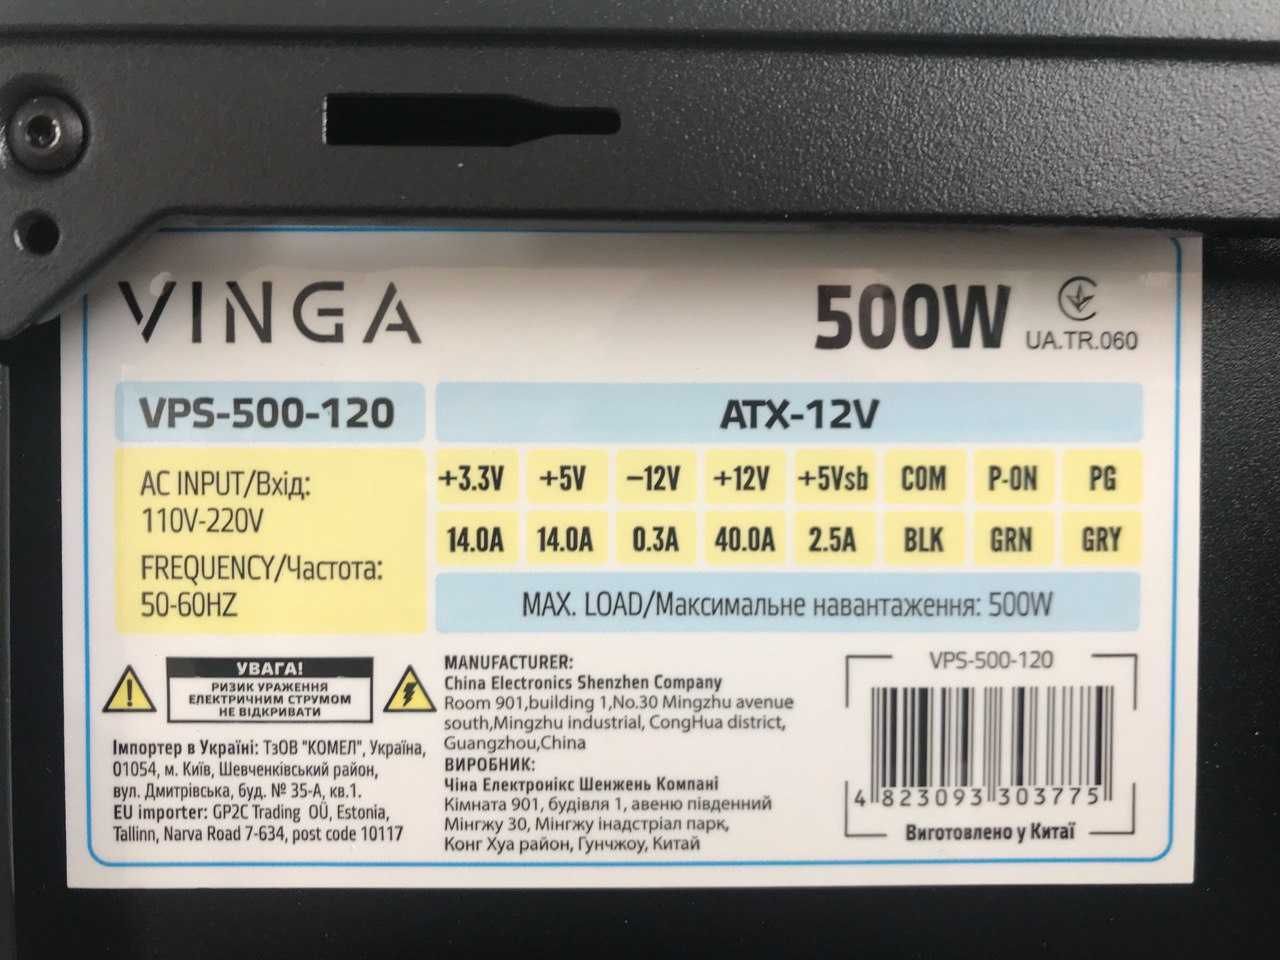 VINGA
500W
UA.TR.060
VPS-500-120
ATX-12V
AC INPUT/Вхід:
110V-220V
FREQUENCY/Частота:
50-60HZ
+3.3V +5V –12V +12V +5Vsb COM P-ON PG
14.0A 14.0A 0.3A 40.0A 2.5A BLK GRN GRY
MAX. LOAD/Максимальне навантаження: 500W
УВАГА!
РИЗИК УРАЖЕННЯ
ЕЛЕКТРИЧНИМ СТРУМОМ
НЕ ВІДКРИВАТИ
Імпортер в Україні: ТзОВ "КОМЕЛ", Україна,
01054, м. Київ, Шевченківський район,
вул. Дмитрівська, буд. № 35-А, кв.1.
EU importer: GP2C Trading OÜ, Estonia,
Tallinn, Narva Road 7-634, post code 10117
MANUFACTURER:
China Electronics Shenzhen Company
Room 901,building 1,No.30 Mingzhu avenue
south,Mingzhu industrial, CongHua district,
Guangzhou,China
ВИРОБНИК:
Чіна Електронікс Шенжень Компані
Кімната 901, будівля 1, авеню південний
Мінгжу 30, Мінгжу інадстріал парк,
Конг Хуа район, Гунчжоу, Китай
VPS-500-120
4 823093 303775
Виготовлено у Китаї